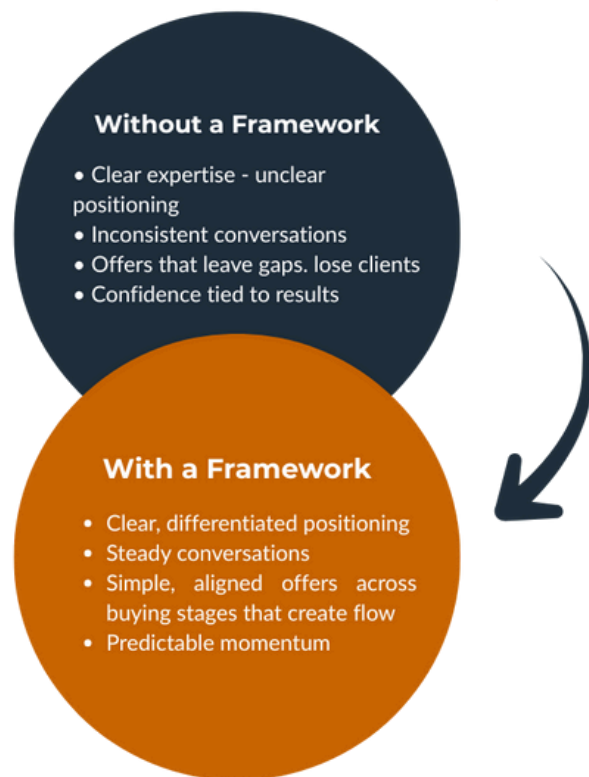 Without a Framework
• Clear expertise - unclear
positioning
• Inconsistent conversations
• Offers that leave gaps. lose clients
• Confidence tied to results
With a Framework
• Clear, differentiated positioning
• Steady conversations
• Simple, aligned offers across
buying stages that create flow
• Predictable momentum